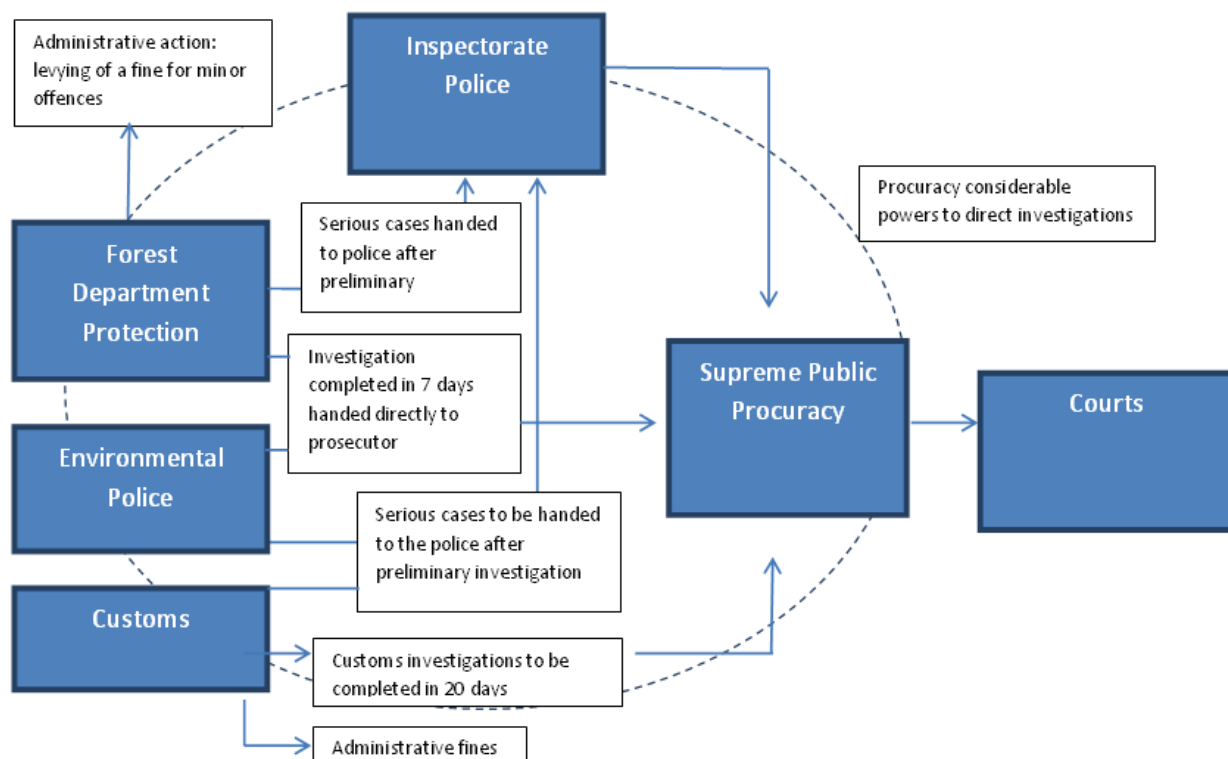 Administrative action:
levying of a fine for minor
offences
Inspectorate
Police
Procuracy considerable
powers to direct investigations
Forest
Department
Protection
Serious cases handed
to police after
preliminary
Investigation
completed in 7 days
handed directly to
prosecutor
Supreme Public
Procuracy
Courts
Environmental
Police
Serious cases to be handed
to the police after
preliminary investigation
Customs
Customs investigations to be
completed in 20 days
Administrative fines